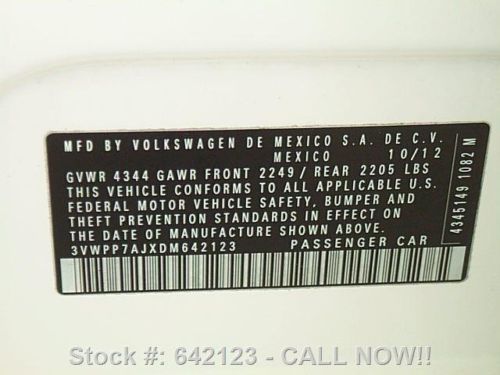 MFD BY VOLKSWAGEN DE MEXICO S.A. DE C.V.
MEXICO 10/12
GVWR 4344 GAWR FRONT 2249/ REAR 2205 LBS
THIS VEHICLE CONFORMS TO ALL APPLICABLE U.S.
FEDERAL MOTOR VEHICLE SAFETY, BUMPER AND
THEFT PREVENTION STANDARDS IN EFFECT ON
THE DATE OF MANUFACTURE SHOWN ABOVE.
3VWPP7AJXDM642123 PASSENGER CAR
4345149 1082 M
Stock #: 642123 - CALL NOW!!